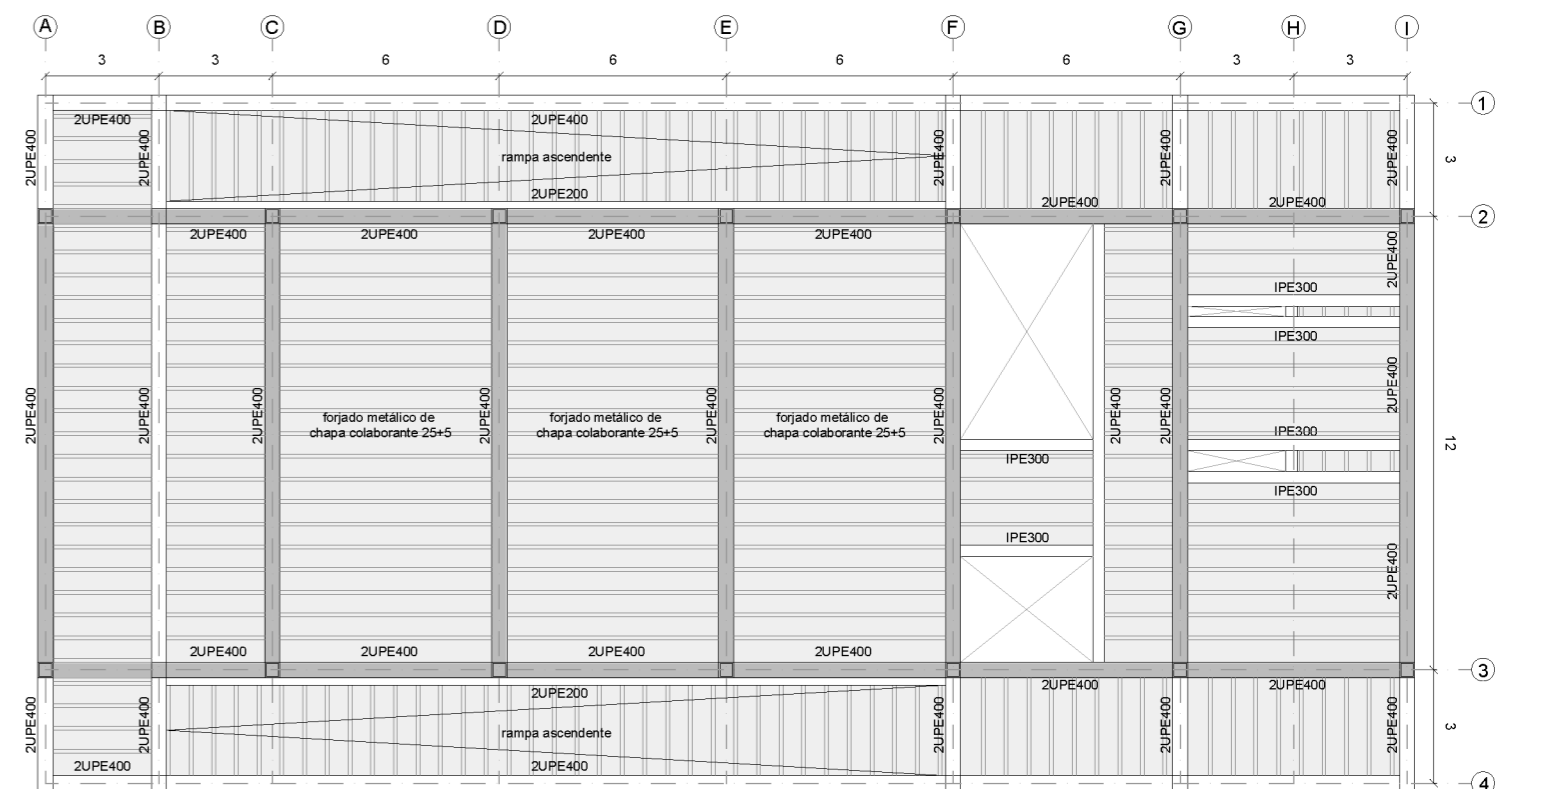 A B C D E F G H I
3 3 6 6 6 6 3 3
1
2UPE400 2UPE400
2UPE400 2UPE400 2UPE400 2UPE400 2UPE400
rampa ascendente
3
2UPE200
2UPE400 2UPE400
2
2UPE400 2UPE400 2UPE400 2UPE400
2UPE400
IPE300
IPE300
2UPE400 2UPE400 2UPE400 2UPE400 2UPE400 2UPE400 2UPE400 2UPE400 2UPE400
forjado metálico de
chapa colaborante 25+5
forjado metálico de
chapa colaborante 25+5
forjado metálico de
chapa colaborante 25+5
IPE300
12
IPE300
IPE300
IPE300
2UPE400
2UPE400 2UPE400 2UPE400 2UPE400
3
2UPE400 2UPE400
2UPE200
2UPE400 2UPE400 2UPE400 2UPE400 2UPE400
rampa ascendente
3
2UPE400 2UPE400
4